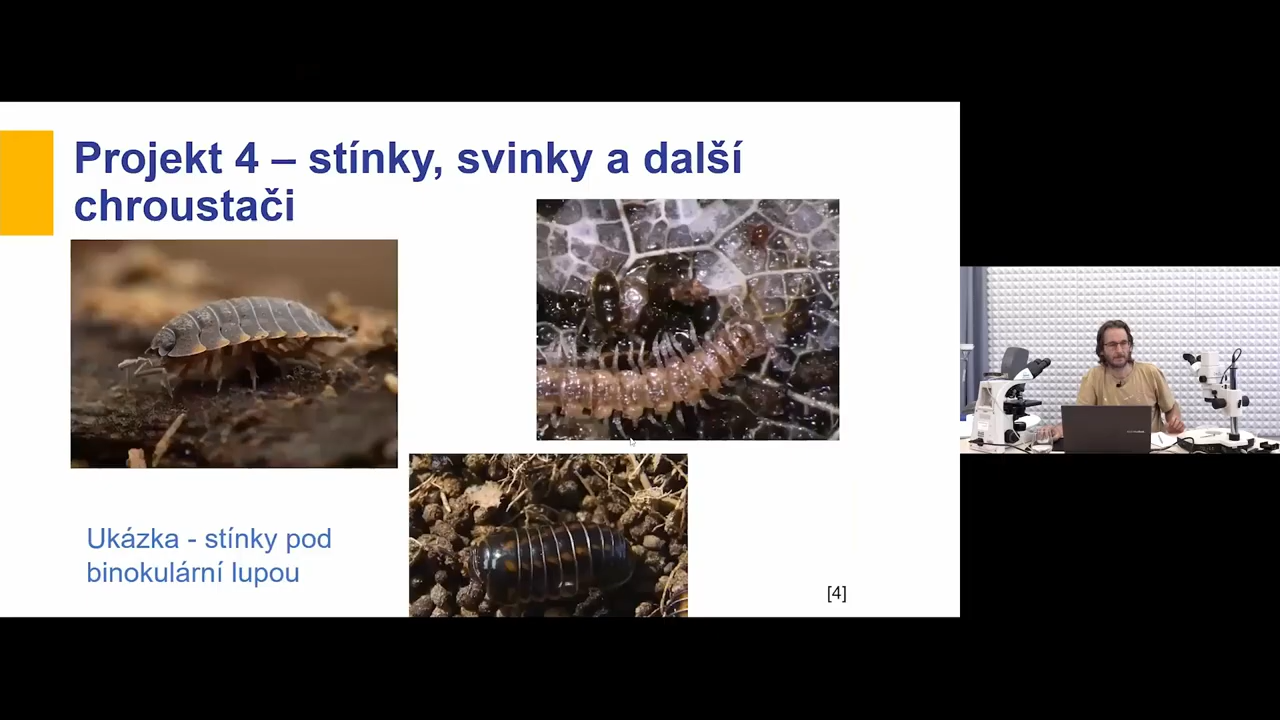 Projekt 4 – stínky, svinky a další
chroustači
Ukázka - stínky pod
binokulární lupou
[4]